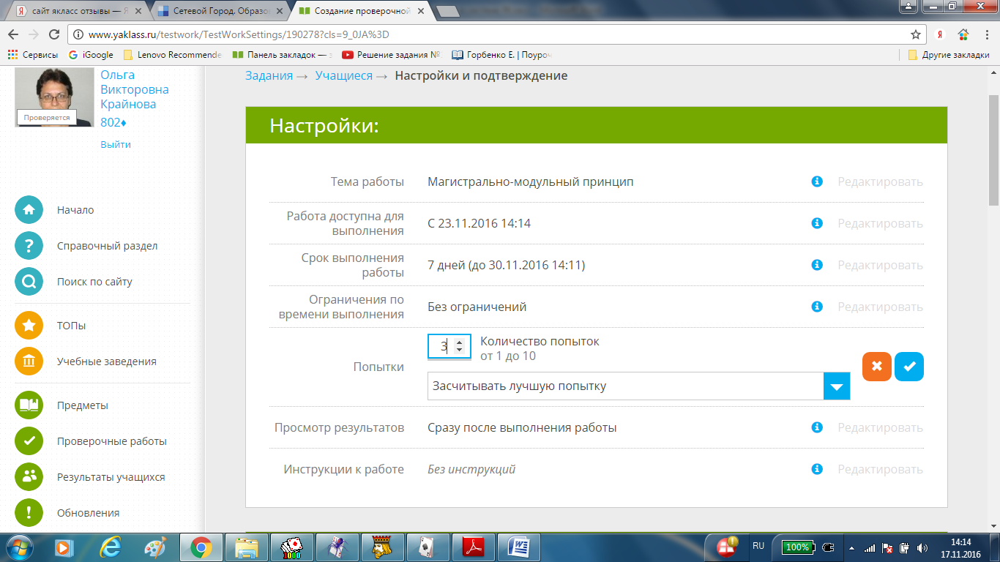 сайт якласс отзывы — Я
Сетевой Город. Образов
Создание проверочной
www.yaklass.ru/testwork/TestWorkSettings/190278?cls=9_0JA%3D
Сервисы
iGoogle
Lenovo Recommende
Панель закладок —
Решение задания №
Горбенко Е. | Поуроч
Другие закладки
Ольга
Викторовна
Крайнова
Проверяется
802
Выйти
Начало
Справочный раздел
Поиск по сайту
ТОПы
Учебные заведения
Предметы
Проверочные работы
Результаты учащихся
Обновления
Задания → Учащиеся → Настройки и подтверждение
Настройки:
Тема работы Магистрально-модульный принцип Редактировать
Работа доступна для
выполнения
С 23.11.2016 14:14 Редактировать
Срок выполнения
работы
7 дней (до 30.11.2016 14:11) Редактировать
Ограничения по
времени выполнения
Без ограничений Редактировать
Попытки
3
Количество попыток
от 1 до 10
Засчитывать лучшую попытку
Просмотр результатов Сразу после выполнения работы Редактировать
Инструкции к работе Без инструкций Редактировать
1000
RU
100%
14:14
17.11.2016